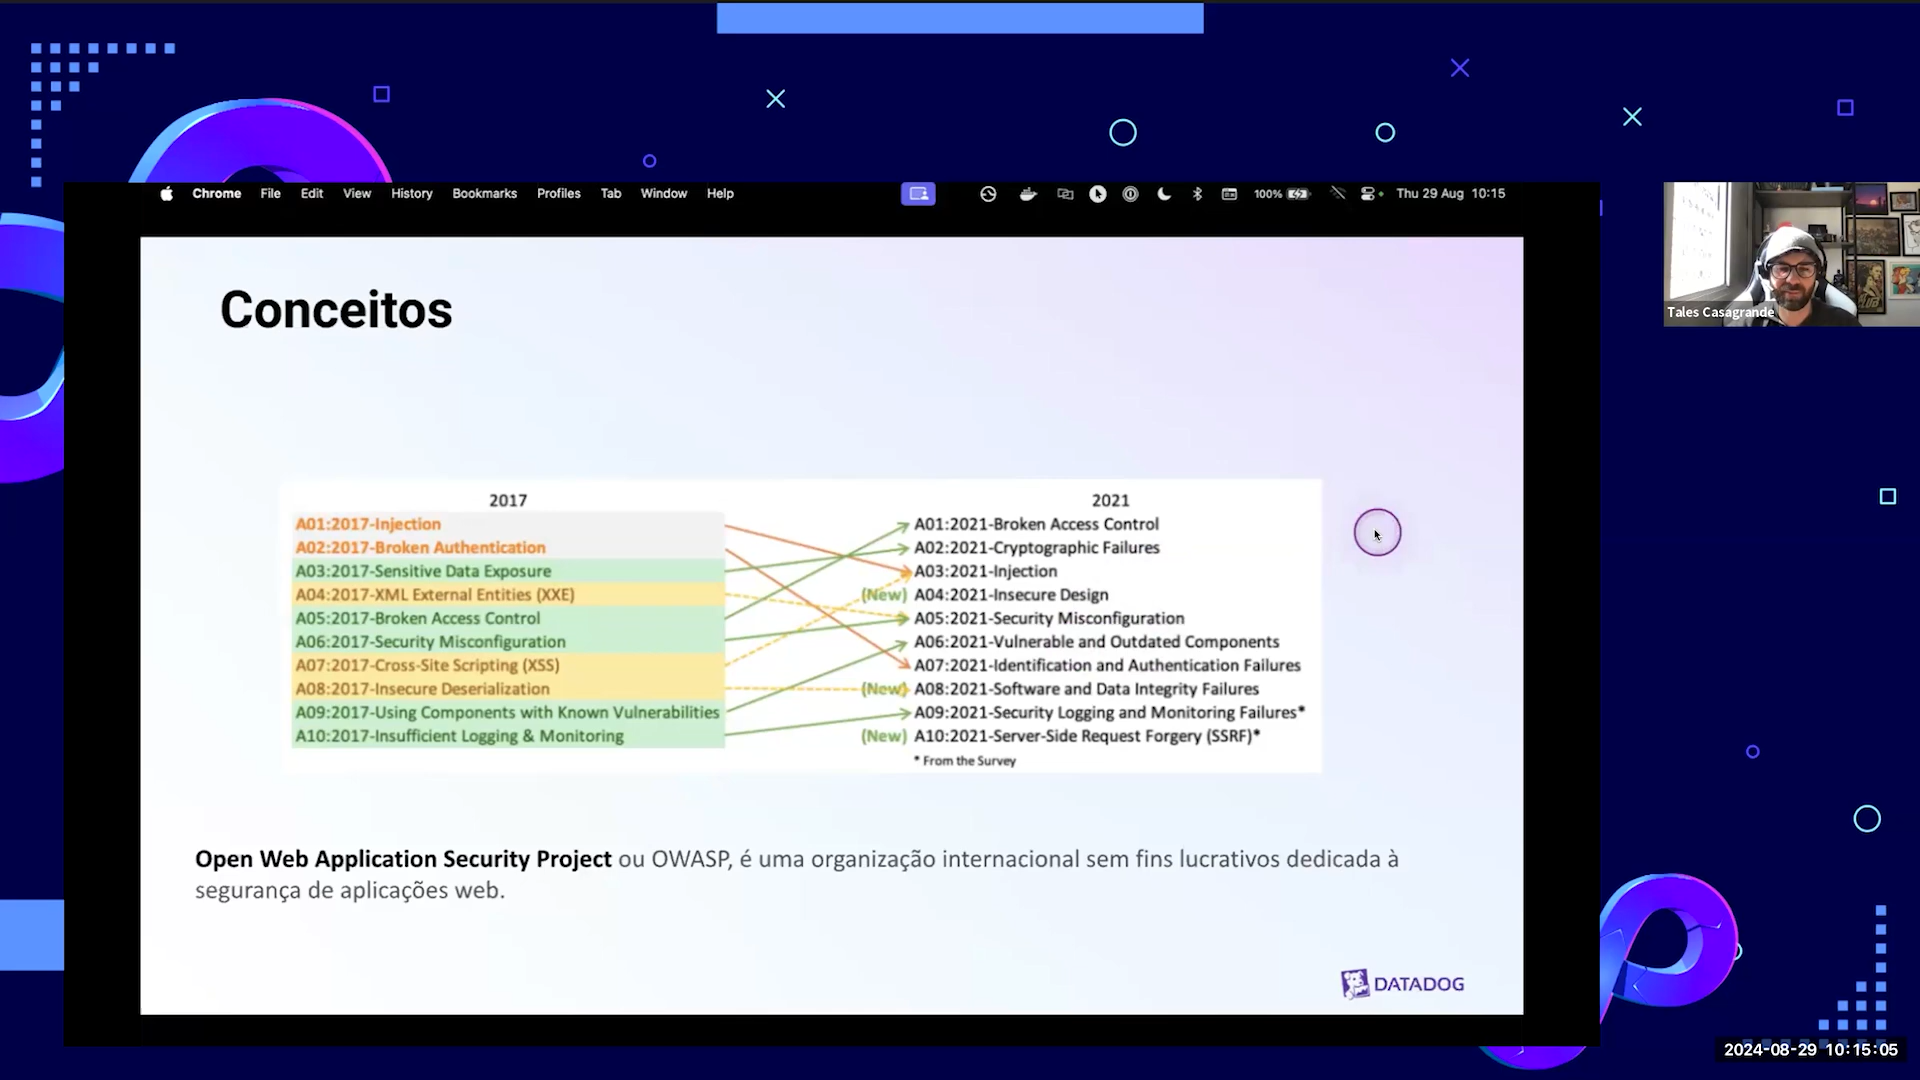 Chrome File Edit View History Bookmarks Profiles Tab Window Help 100% Thu 29 Aug 10:15
Conceitos
2017
A01:2017-Injection
A02:2017-Broken Authentication
A03:2017-Sensitive Data Exposure
A04:2017-XML External Entities (XXE)
A05:2017-Broken Access Control
A06:2017-Security Misconfiguration
A07:2017-Cross-Site Scripting (XSS)
A08:2017-Insecure Deserialization
A09:2017-Using Components with Known Vulnerabilities
A10:2017-Insufficient Logging & Monitoring
2021
A01:2021-Broken Access Control
A02:2021-Cryptographic Failures
A03:2021-Injection
(New) A04:2021-Insecure Design
A05:2021-Security Misconfiguration
A06:2021-Vulnerable and Outdated Components
A07:2021-Identification and Authentication Failures
(New) A08:2021-Software and Data Integrity Failures
A09:2021-Security Logging and Monitoring Failures*
(New) A10:2021-Server-Side Request Forgery (SSRF)*
* From the Survey
Open Web Application Security Project ou OWASP, é uma organização internacional sem fins lucrativos dedicada à
segurança de aplicações web.
DATADOG
Tales Casagrande
2024-08-29 10:15:05